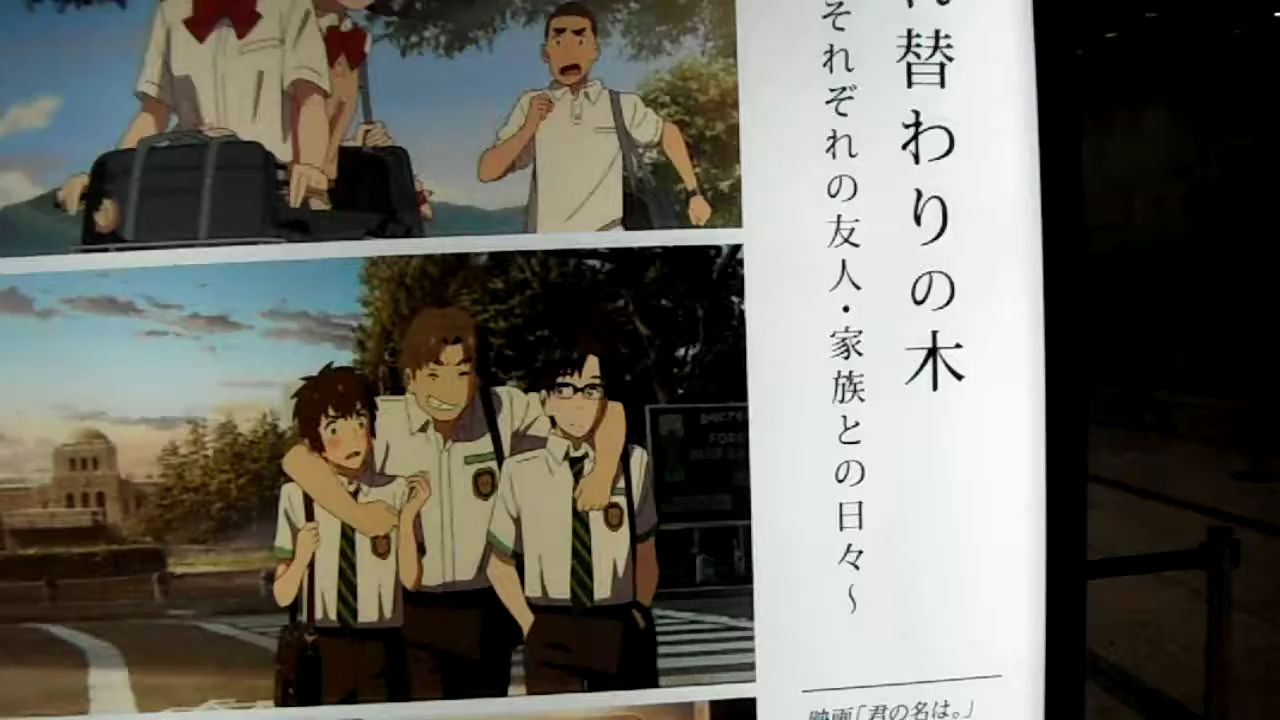 れ替わりの木
それぞれの友人・家族との日々～
映画「君の名は。」